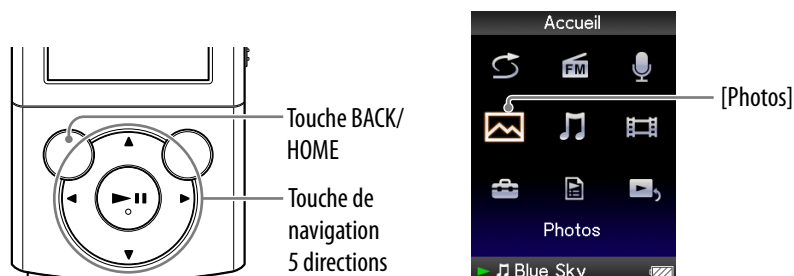 Touche BACK/
HOME
Touche de
navigation
5 directions
Accueil
FM
[Photos]
Photos
Blue Sky